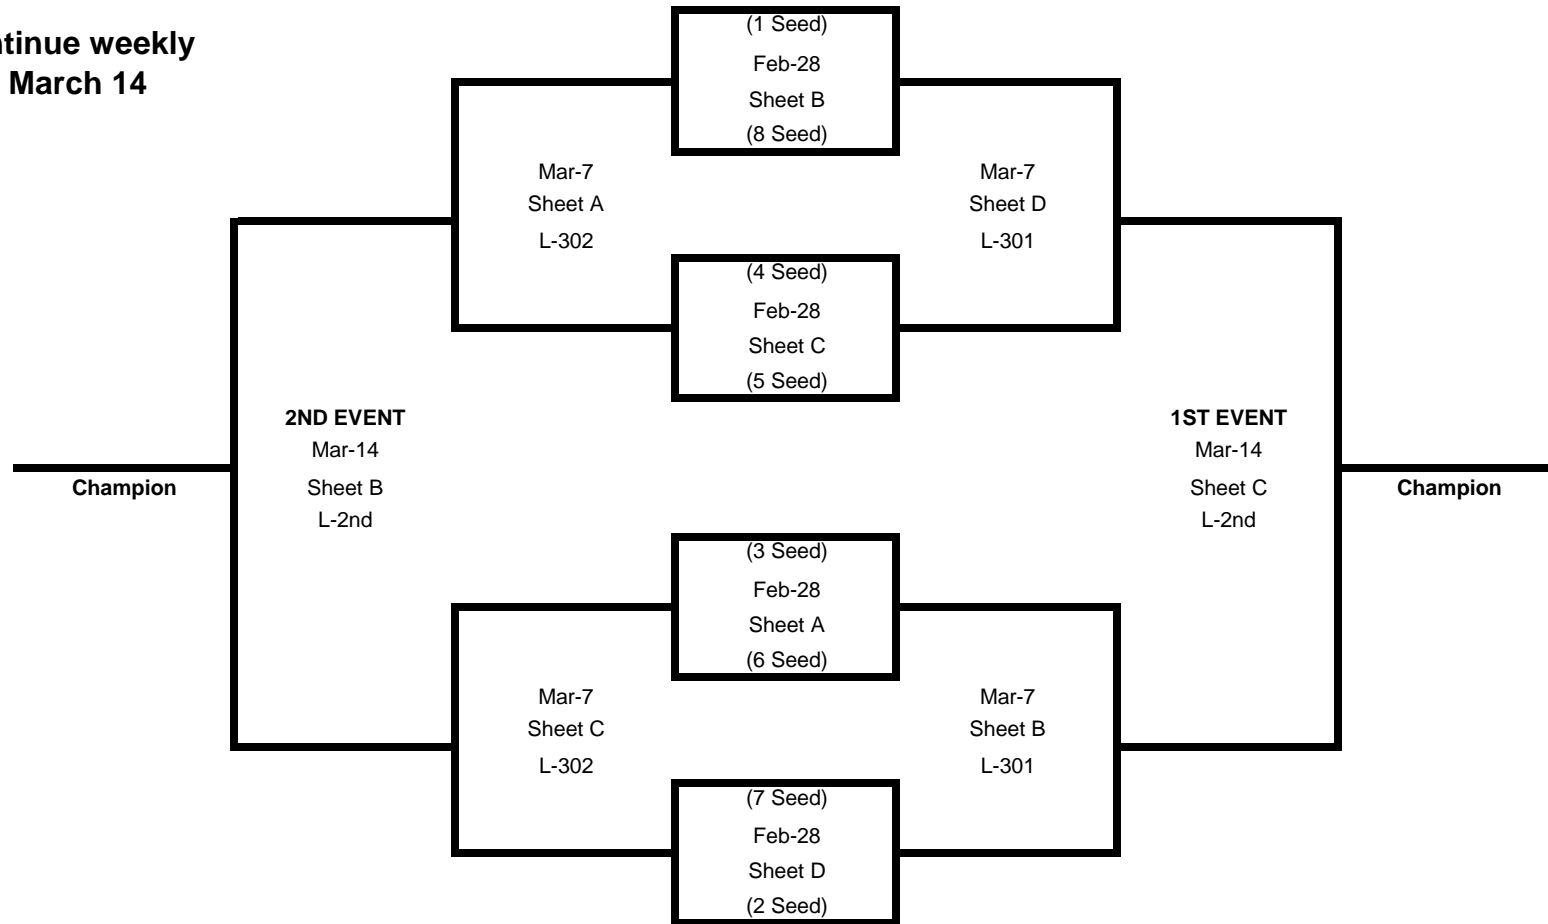 March 14
(1 Seed)
Feb-28
Sheet B
(8 Seed)
Mar-7
Sheet A
L-302
Mar-7
Sheet D
L-301
(4 Seed)
Feb-28
Sheet C
(5 Seed)
2ND EVENT
Mar-14
Sheet B
L-2nd
Champion
1ST EVENT
Mar-14
Sheet C
L-2nd
Champion
(3 Seed)
Feb-28
Sheet A
(6 Seed)
Mar-7
Sheet C
L-302
Mar-7
Sheet B
L-301
(7 Seed)
Feb-28
Sheet D
(2 Seed)